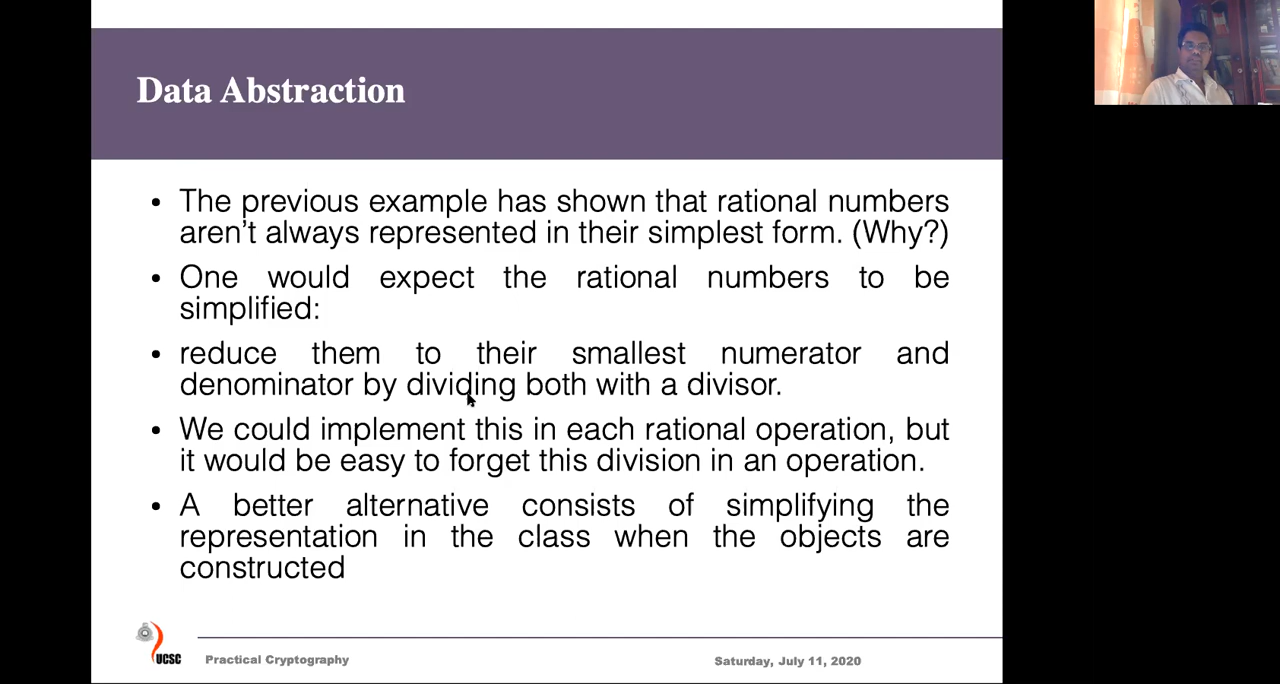 Data Abstraction
• The previous example has shown that rational numbers
aren't always represented in their simplest form. (Why?)
• One would expect the rational numbers to be
simplified:
• reduce them to their smallest numerator and
denominator by dividing both with a divisor.
• We could implement this in each rational operation, but
it would be easy to forget this division in an operation.
• A better alternative consists of simplifying the
representation in the class when the objects are
constructed
UCSC
Practical Cryptography
Saturday, July 11, 2020